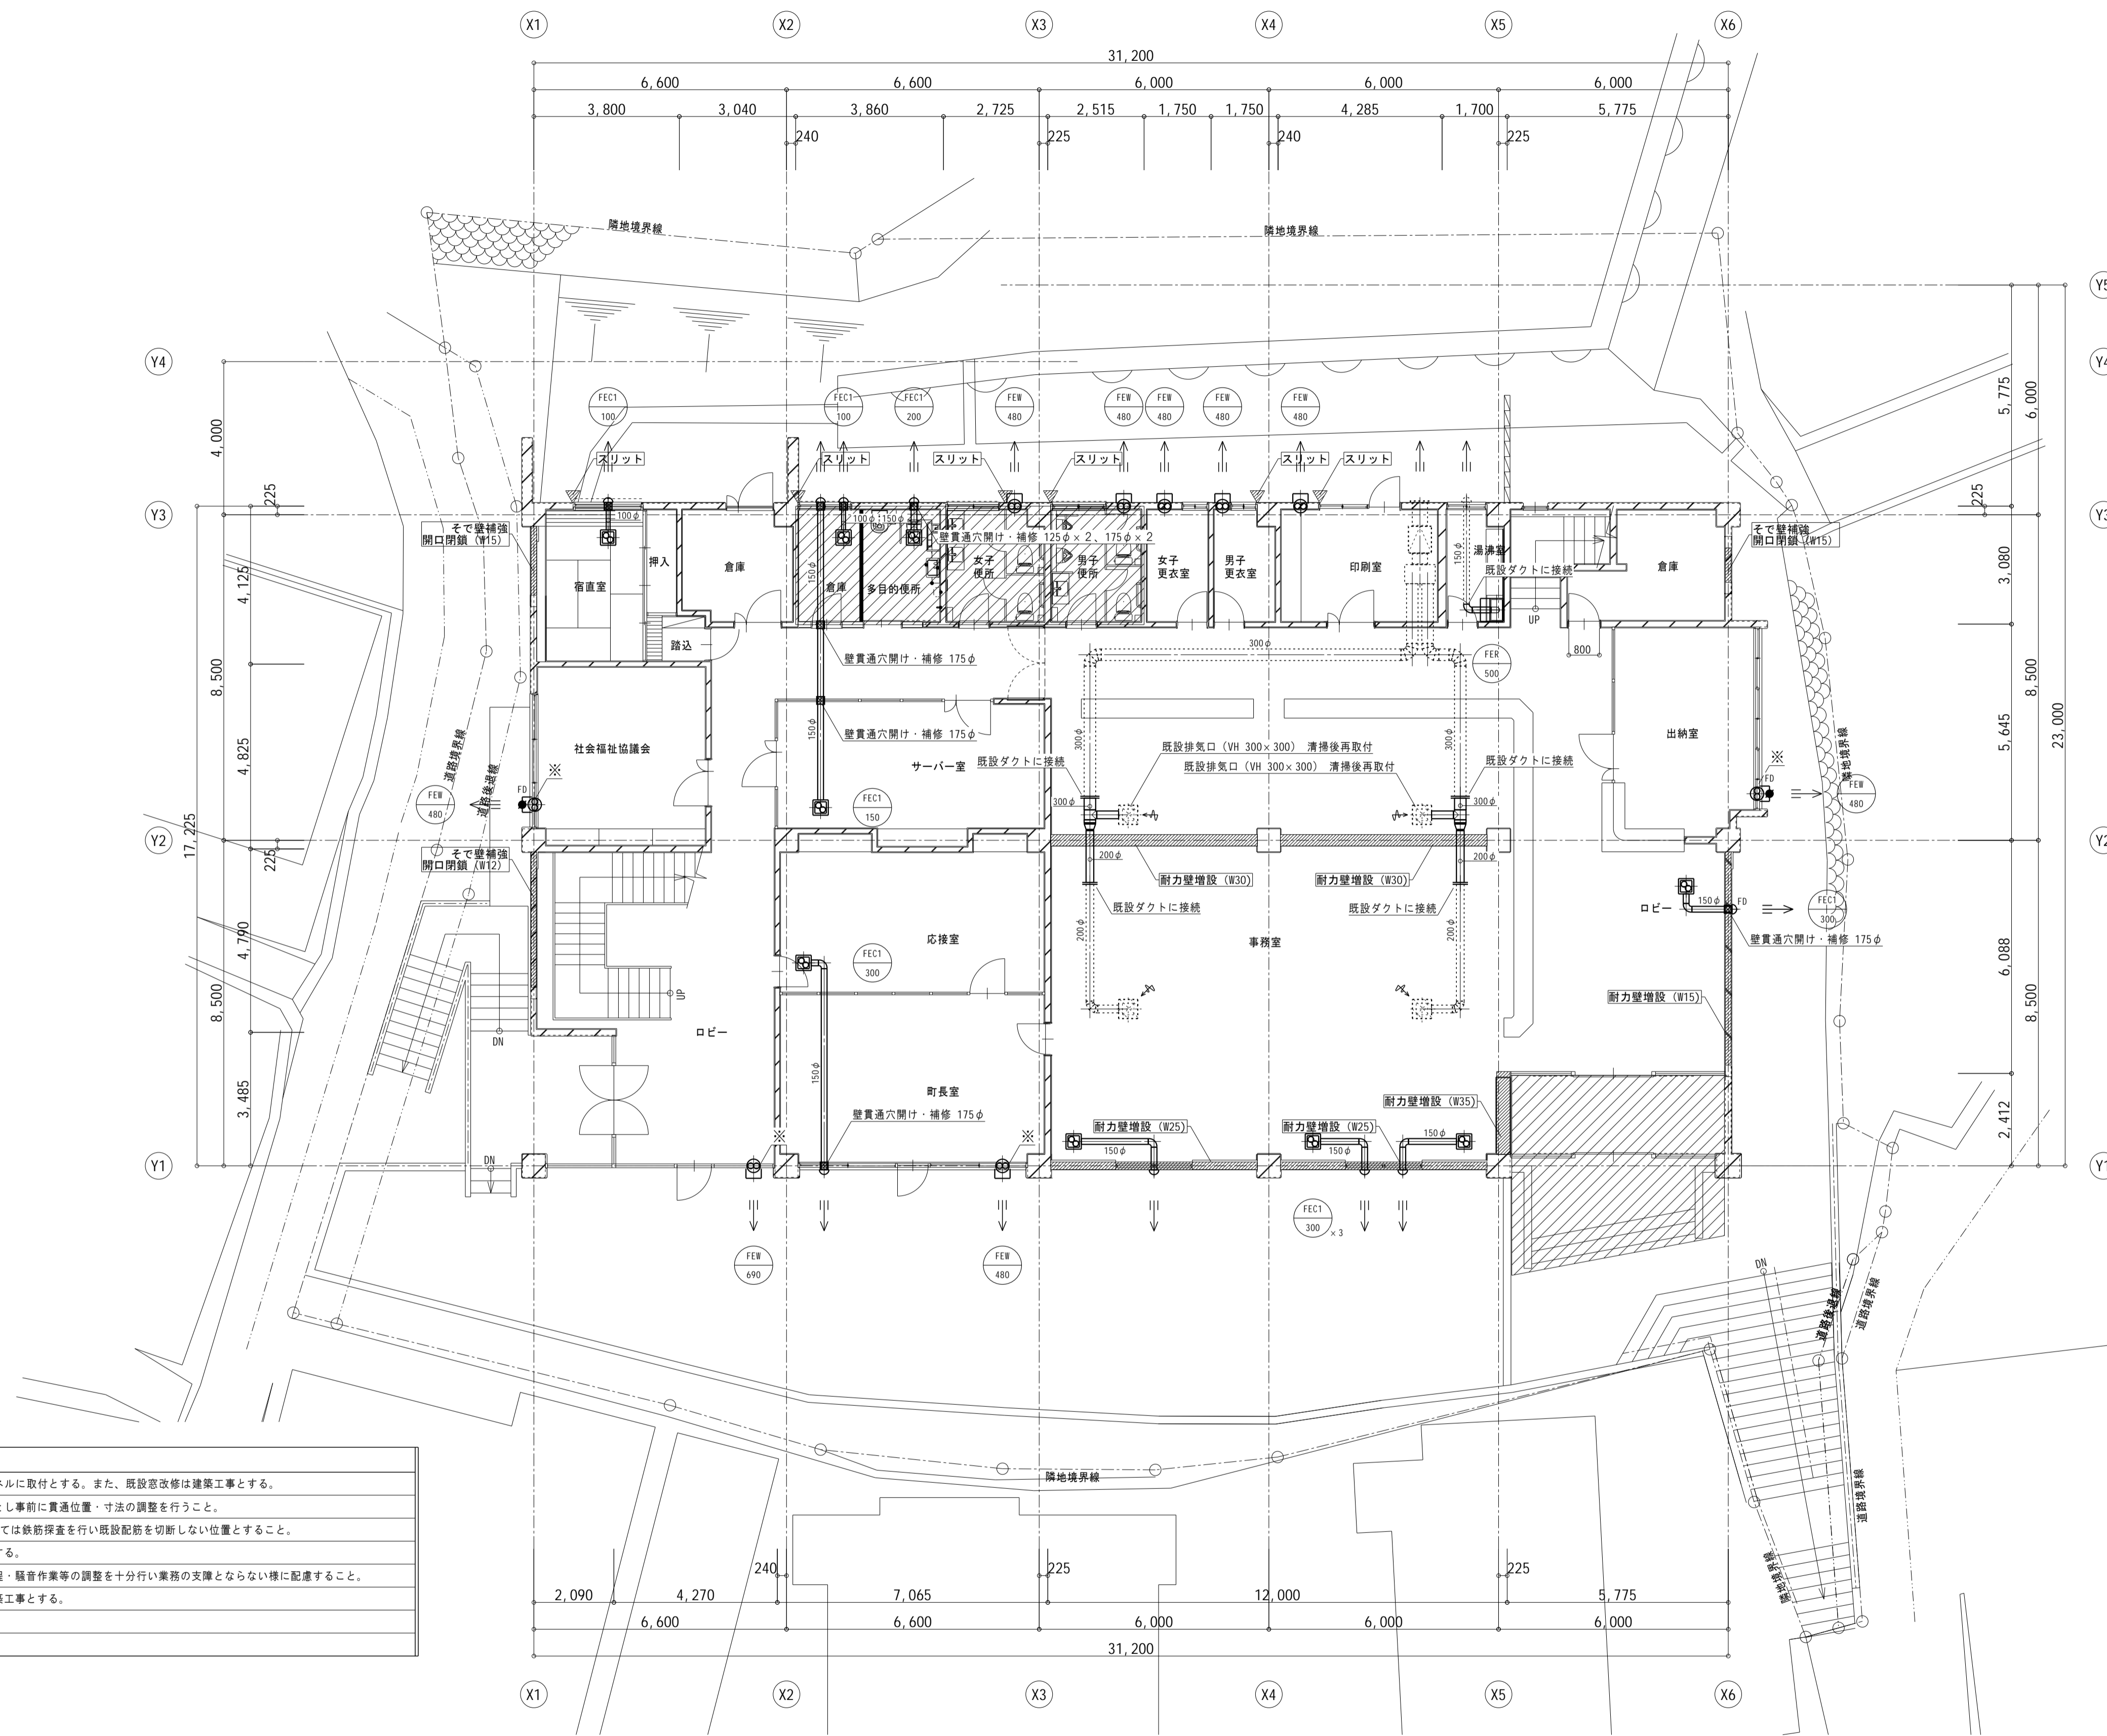 X1 X2 X3 X4 X5 X6
31,200
6,600 6,600 6,000 6,000 6,000
3,800 3,040 3,860 2,725 2,515 1,750 1,750 4,285 1,700 5,775
240 225 240 225
隣地境界線
隣地境界線
Y5
Y4
Y4
FEC1 100
FEC1 100
FEC1 200
FEW 480
FEW 480
FEW 480
FEW 480
FEW 480
5,775
6,000
4,000
225
スリット
スリット
スリット
スリット
スリット
スリット
225
Y3
Y3
そで壁補強
開口閉鎖 (W15)
100φ
100φ
150φ
壁貫通穴開け・補修 125φ×2、175φ×2
そで壁補強
開口閉鎖 (W15)
宿直室
押入
倉庫
150φ
倉庫
多目的便所
女子
便所
男子
便所
女子
更衣室
男子
更衣室
印刷室
150φ
湯沸室
既設ダクトに接続
倉庫
UP
踏込
4,125
3,080
壁貫通穴開け・補修 175φ
300φ
FER 500
800
8,500
8,500
23,000
道路境界線
道路後退線
社会福祉協議会
150φ
壁貫通穴開け・補修 175φ
サーバー室
300φ
既設排気口 (VH 300×300) 清掃後再取付
既設排気口 (VH 300×300) 清掃後再取付
300φ
既設ダクトに接続
既設ダクトに接続
出納室
隣地境界線
4,825
5,645
※
※
FEW 480
FD
FEC1 150
300φ
300φ
FD
FEW 480
17,225
Y2
Y2
225
そで壁補強
開口閉鎖 (W12)
200φ
200φ
耐力壁増設 (W30)
耐力壁増設 (W30)
既設ダクトに接続
既設ダクトに接続
ロビー
150φ
FD
FEC1 300
壁貫通穴開け・補修 175φ
4,790
8,500
応接室
200φ
事務室
200φ
6,088
8,500
FEC1 300
UP
耐力壁増設 (W15)
DN
ロビー
150φ
町長室
壁貫通穴開け・補修 175φ
3,485
耐力壁増設 (W35)
2,412
※
※
耐力壁増設 (W25)
耐力壁増設 (W25)
150φ
150φ
150φ
DN
Y1
Y1
FEW 690
FEW 480
FEC1 300 ×3
DN
道路後退線
道路境界線
隣地境界線
道路境界線
隣地境界線
ネルに取付とする。また、既設窓改修は建築工事とする。
とし事前に貫通位置・寸法の調整を行うこと。
ては鉄筋探査を行い既設配筋を切断しない位置とすること。
する。
程・騒音作業等の調整を十分行い業務の支障とならない様に配慮すること。
築工事とする。
240 225 225
2,090 4,270 7,065 12,000 5,775
6,600 6,600 6,000 6,000 6,000
31,200
X1 X2 X3 X4 X5 X6